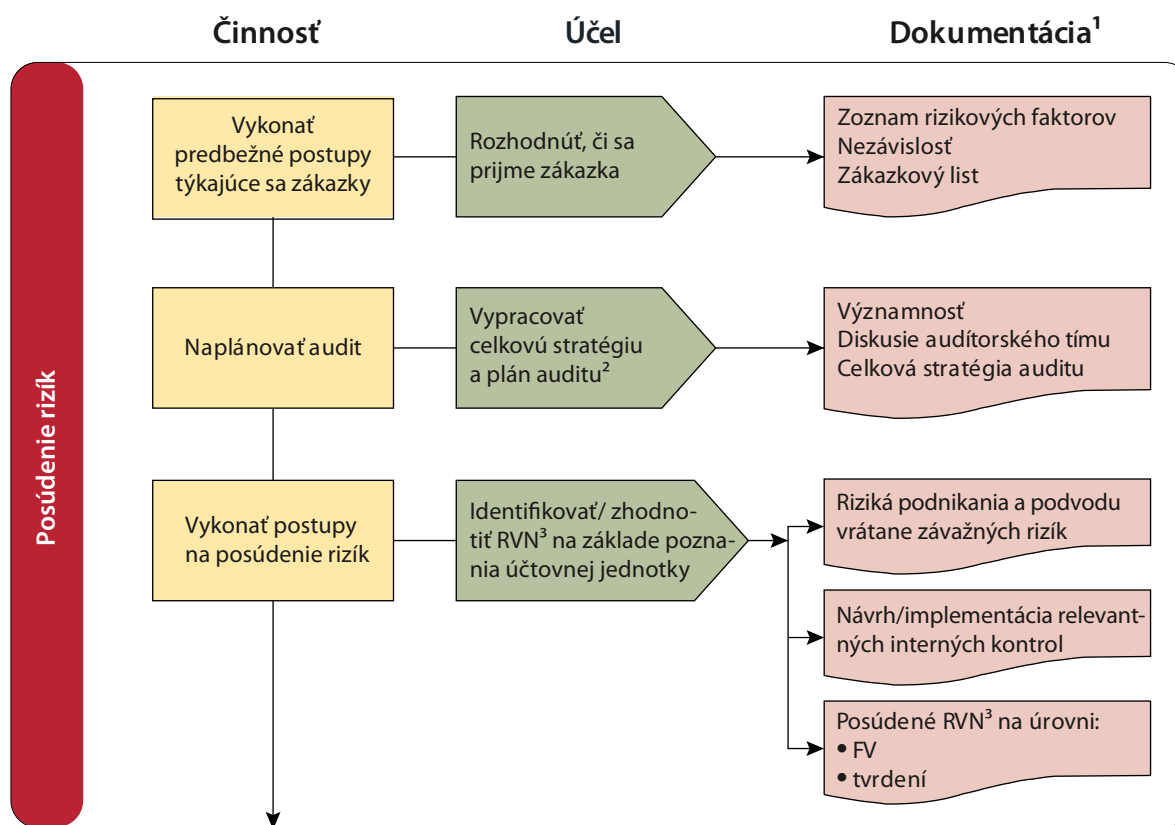 Činnosť
Účel
Dokumentácia¹
Posúdenie rizík
Vykonať
predbežné postupy
týkajúce sa zákazky
Rozhodnúť, či sa
prijme zákazka
Zoznam rizikových faktorov
Nezávislosť
Zákazkový list
Naplánovať audit
Vypracovať
celkovú stratégiu
a plán auditu²
Významnosť
Diskusie audítorského tímu
Celková stratégia auditu
Vykonať postupy
na posúdenie rizík
Identifikovať/ zhodno-
tiť RVN³ na základe pozna-
nia účtovnej jednotky
Riziká podnikania a podvodu
vrátane závažných rizík
Návrh/implementácia relevant-
ných interných kontrol
Posúdené RVN³ na úrovni:
• FV
• tvrdení